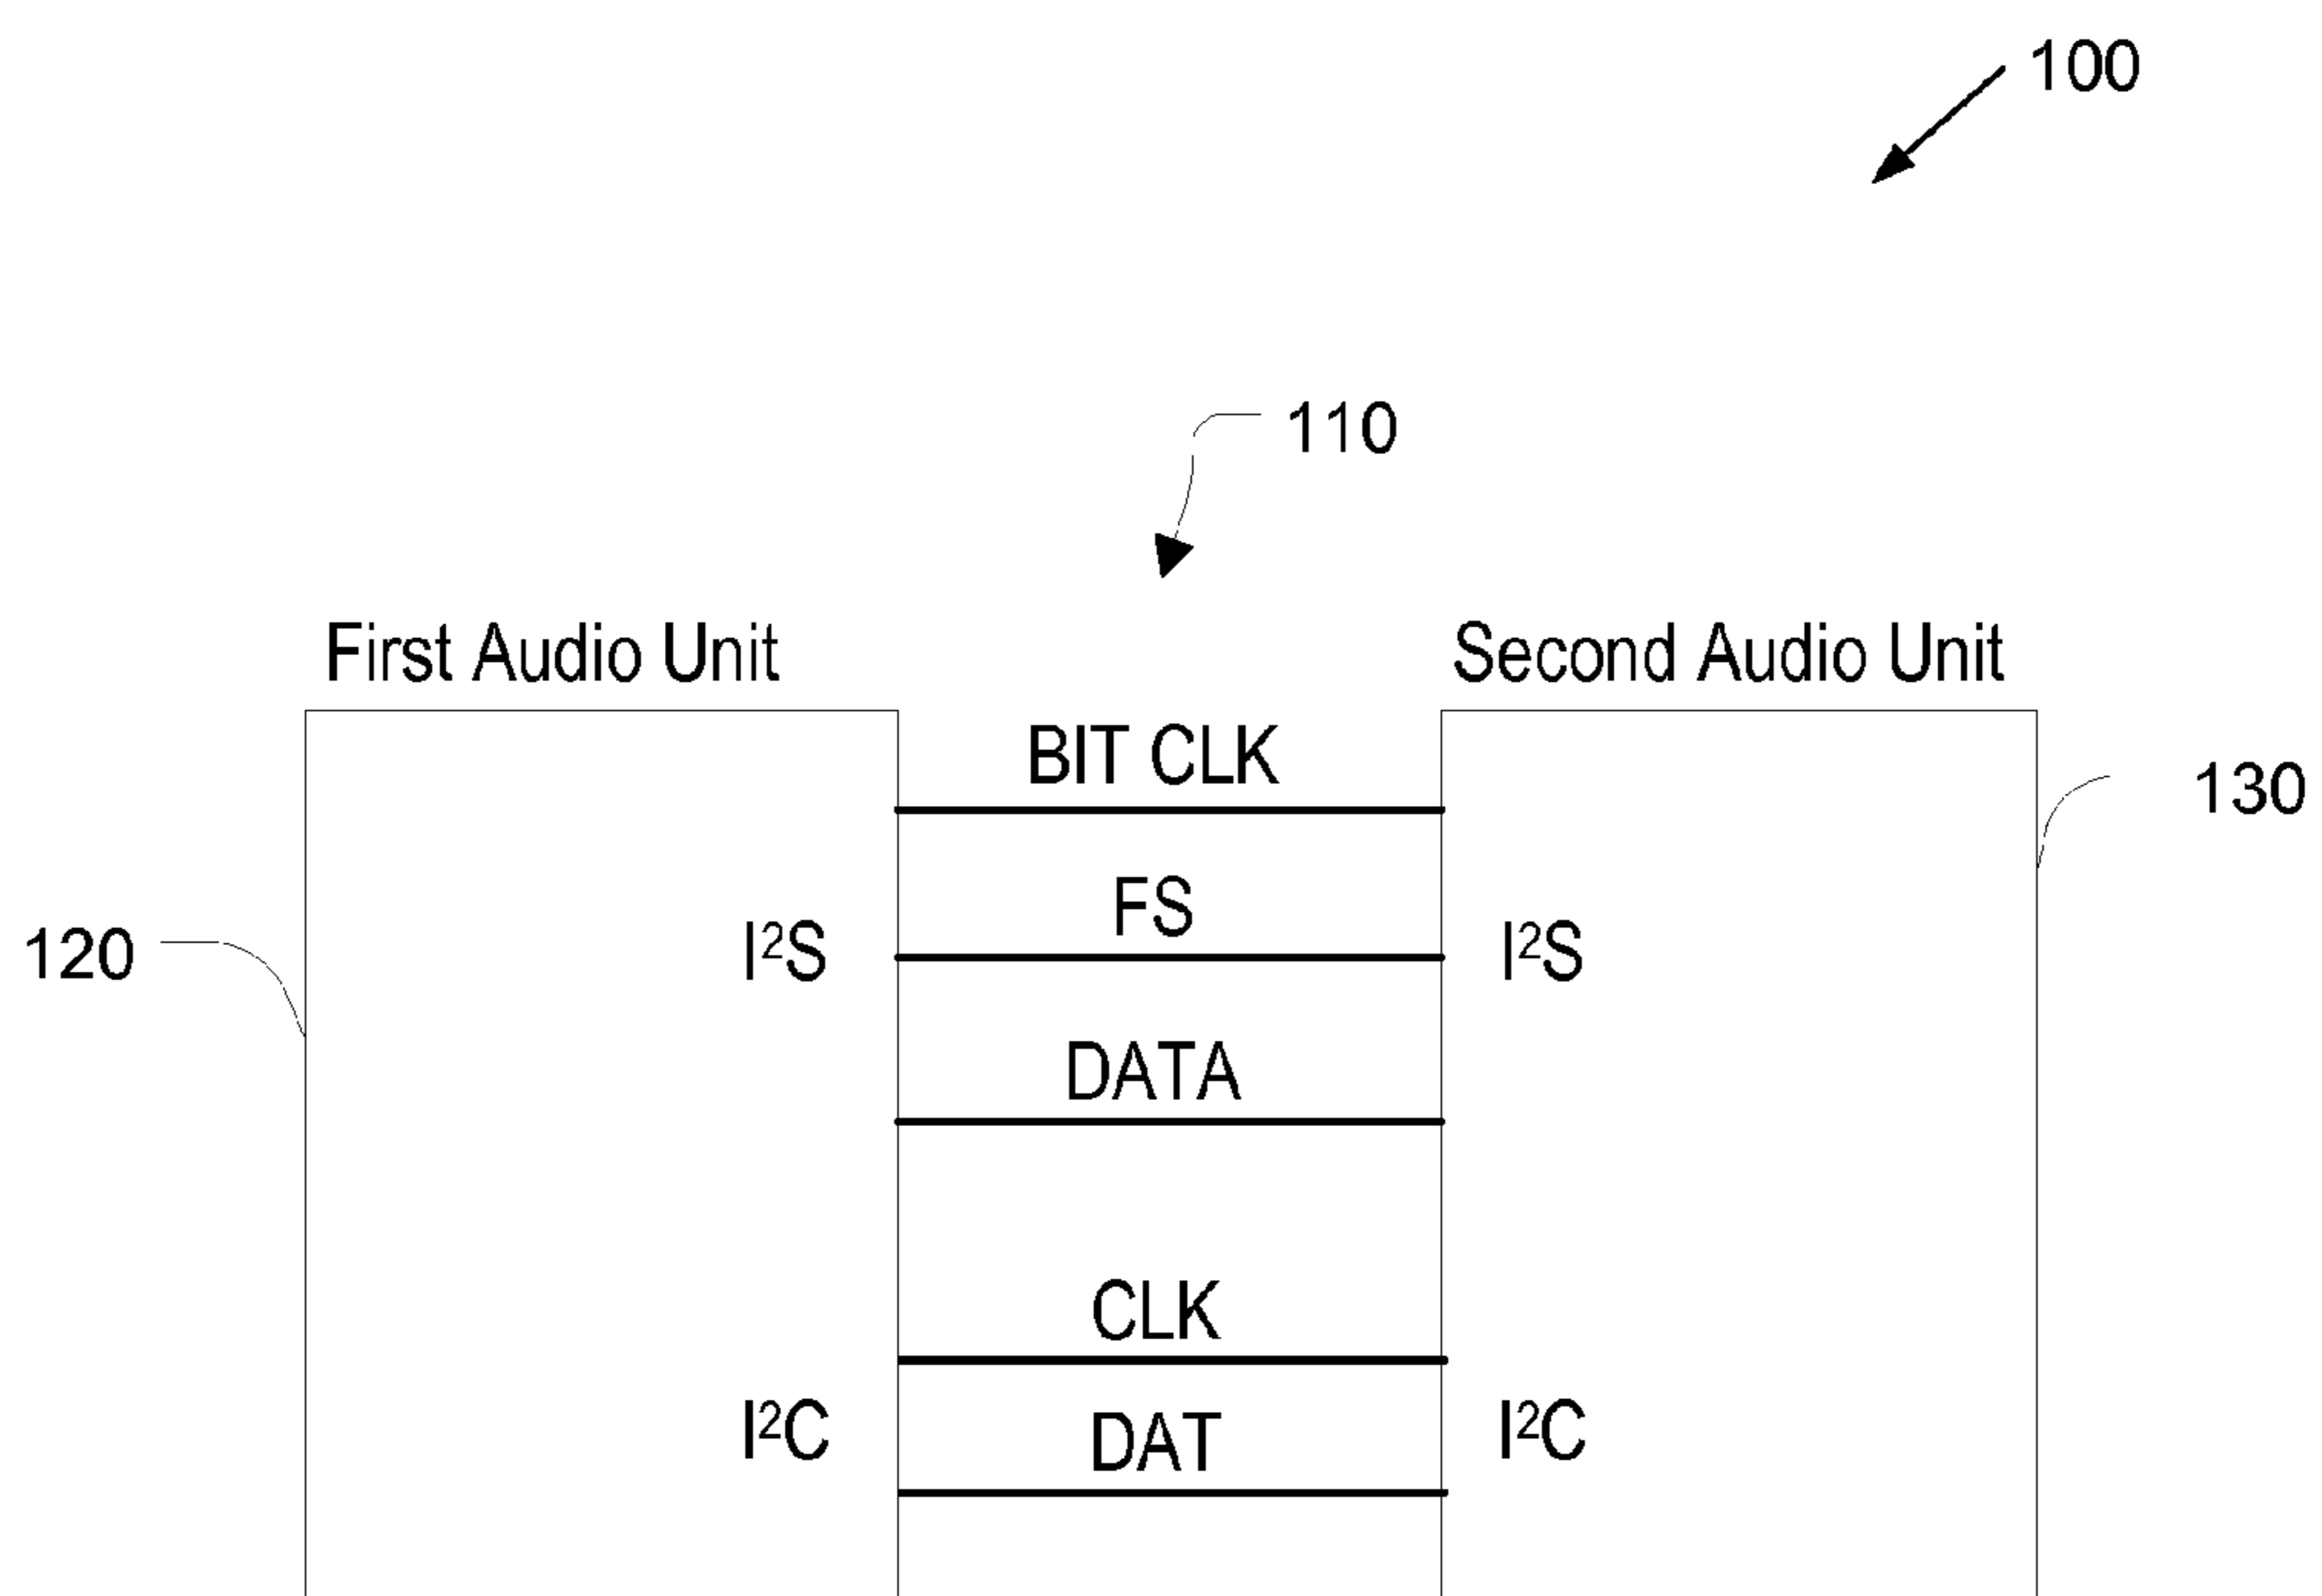 100
110
First Audio Unit
Second Audio Unit
BIT CLK
130
FS
120
I²S
I²S
DATA
CLK
I²C
DAT
I²C